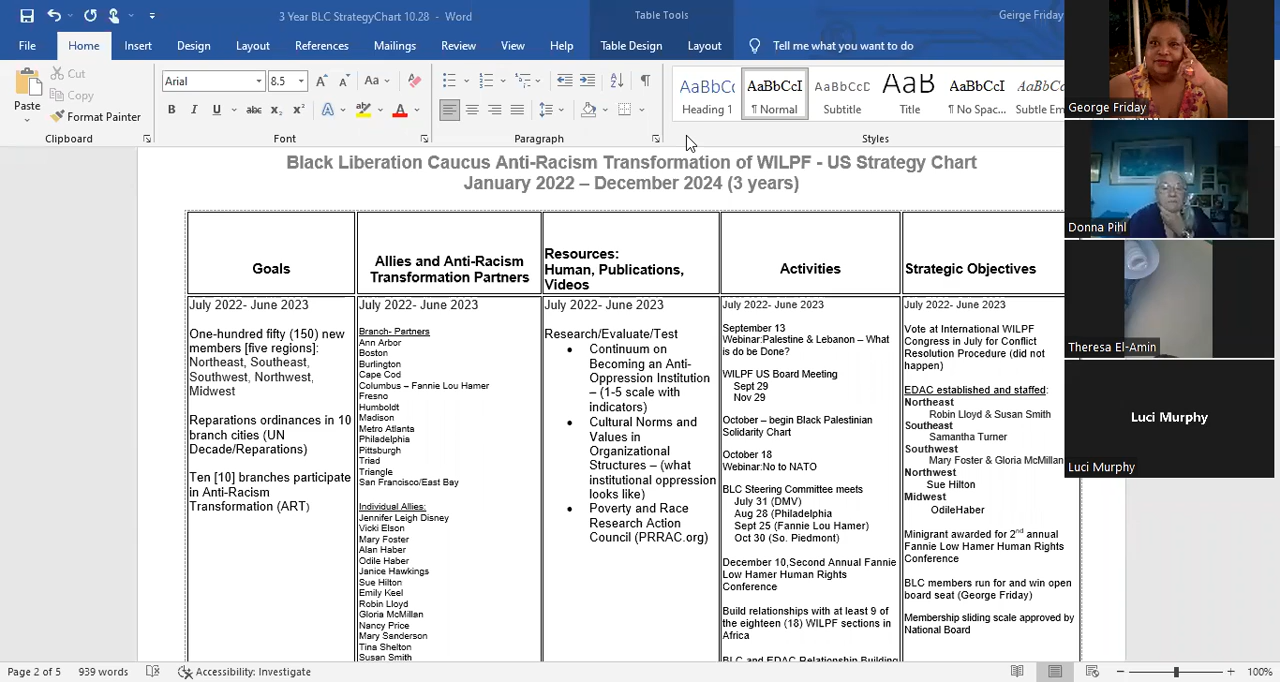 3 Year BLC StrategyChart 10.28 - Word
Table Tools
Geirge Friday
File Home Insert Design Layout References Mailings Review View Help Table Design Layout Tell me what you want to do
Paste
Cut
Copy
Format Painter
Clipboard
Arial 8.5
Font
Paragraph
AaBbCc
Heading 1
AaBbCcI
¶ Normal
AaBbCcI
Subtitle
AaB
Title
AaBbCcI
¶ No Spac...
AaBbCcI
Subtle Em
Styles
Black Liberation Caucus Anti-Racism Transformation of WILPF - US Strategy Chart
January 2022 – December 2024 (3 years)
Goals
Allies and Anti-Racism
Transformation Partners
Resources:
Human, Publications,
Videos
Activities
Strategic Objectives
July 2022- June 2023
One-hundred fifty (150) new
members [five regions]:
Northeast, Southeast,
Southwest, Northwest,
Midwest
Reparations ordinances in 10
branch cities (UN
Decade/Reparations)
Ten [10] branches participate
in Anti-Racism
Transformation (ART)
July 2022- June 2023
Branch- Partners
Ann Arbor
Boston
Burlington
Cape Cod
Columbus – Fannie Lou Hamer
Fresno
Humboldt
Madison
Metro Atlanta
Philadelphia
Pittsburgh
Triad
Triangle
San Francisco/East Bay
Individual Allies:
Jennifer Leigh Disney
Vicki Elson
Mary Foster
Alan Haber
Odile Haber
Janice Hawkings
Sue Hilton
Emily Keel
Robin Lloyd
Gloria McMillan
Nancy Price
Mary Sanderson
Tina Shelton
Susan Smith
July 2022- June 2023
Research/Evaluate/Test
• Continuum on
Becoming an Anti-
Oppression Institution
– (1-5 scale with
indicators)
• Cultural Norms and
Values in
Organizational
Structures – (what
institutional oppression
looks like)
• Poverty and Race
Research Action
Council (PRRAC.org)
July 2022- June 2023
September 13
Webinar:Palestine & Lebanon – What
is do be Done?
WILPF US Board Meeting
Sept 29
Nov 29
October – begin Black Palestinian
Solidarity Chart
October 18
Webinar:No to NATO
BLC Steering Committee meets
July 31 (DMV)
Aug 28 (Philadelphia
Sept 25 (Fannie Lou Hamer)
Oct 30 (So. Piedmont)
December 10,Second Annual Fannie
Low Hamer Human Rights
Conference
Build relationships with at least 9 of
the eighteen (18) WILPF sections in
Africa
BLC and EDAC Relationship Building
July 2022- June 2023
Vote at International WILPF
Congress in July for Conflict
Resolution Procedure (did not
happen)
EDAC established and staffed:
Northeast
Robin Lloyd & Susan Smith
Southeast
Samantha Turner
Southwest
Mary Foster & Gloria McMillan
Northwest
Sue Hilton
Midwest
OdileHaber
Minigrant awarded for 2nd annual
Fannie Low Hamer Human Rights
Conference
BLC members run for and win open
board seat (George Friday)
Membership sliding scale approved by
National Board
George Friday
Donna Pihl
Theresa El-Amin
Luci Murphy
Luci Murphy
Page 2 of 5 939 words Accessibility: Investigate 100%